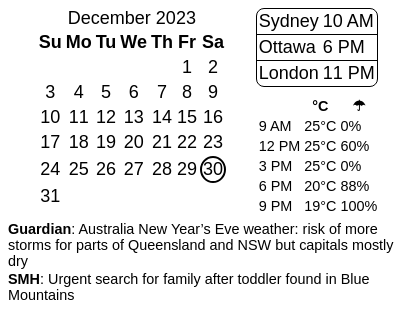 December 2023
Su Mo Tu We Th Fr Sa
1 2
3 4 5 6 7 8 9
10 11 12 13 14 15 16
17 18 19 20 21 22 23
24 25 26 27 28 29 30
31
Sydney 10 AM
Ottawa 6 PM
London 11 PM
°C ☂
9 AM 25°C 0%
12 PM 25°C 60%
3 PM 25°C 0%
6 PM 20°C 88%
9 PM 19°C 100%
Guardian: Australia New Year’s Eve weather: risk of more
storms for parts of Queensland and NSW but capitals mostly
dry
SMH: Urgent search for family after toddler found in Blue
Mountains